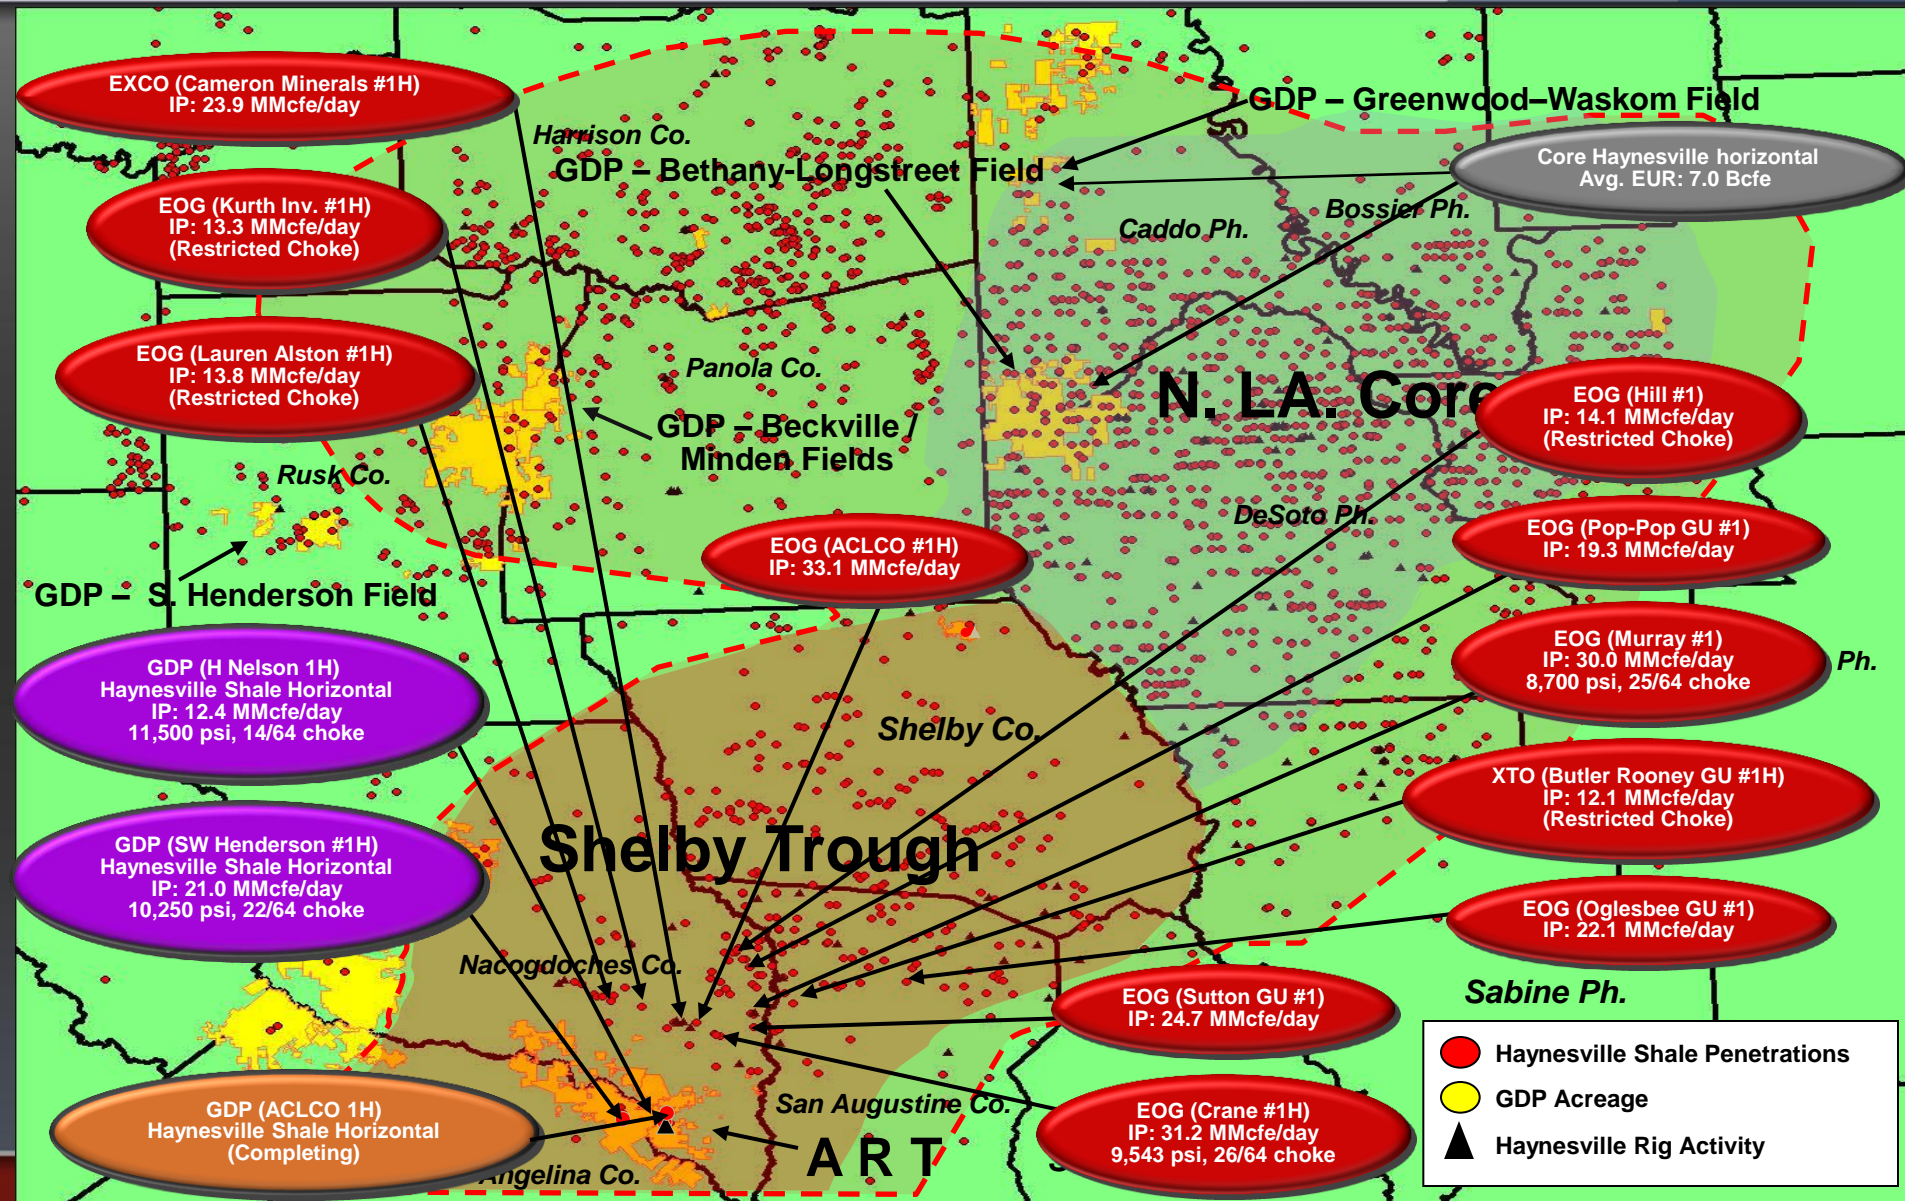 EXCO (Cameron Minerals #1H)
IP: 23.9 MMcfe/day
GDP – Greenwood–Waskom Field
Harrison Co.
GDP – Bethany-Longstreet Field
Core Haynesville horizontal
Avg. EUR: 7.0 Bcfe
EOG (Kurth Inv. #1H)
IP: 13.3 MMcfe/day
(Restricted Choke)
Caddo Ph.
Bossier Ph.
EOG (Lauren Alston #1H)
IP: 13.8 MMcfe/day
(Restricted Choke)
Panola Co.
N. LA. Core
EOG (Hill #1)
IP: 14.1 MMcfe/day
(Restricted Choke)
GDP – Beckville /
Minden Fields
Rusk Co.
DeSoto Ph.
EOG (Pop-Pop GU #1)
IP: 19.3 MMcfe/day
EOG (ACLCO #1H)
IP: 33.1 MMcfe/day
GDP – S. Henderson Field
EOG (Murray #1)
IP: 30.0 MMcfe/day
8,700 psi, 25/64 choke
Ph.
GDP (H Nelson 1H)
Haynesville Shale Horizontal
IP: 12.4 MMcfe/day
11,500 psi, 14/64 choke
Shelby Co.
XTO (Butler Rooney GU #1H)
IP: 12.1 MMcfe/day
(Restricted Choke)
Shelby Trough
GDP (SW Henderson #1H)
Haynesville Shale Horizontal
IP: 21.0 MMcfe/day
10,250 psi, 22/64 choke
EOG (Oglesbee GU #1)
IP: 22.1 MMcfe/day
Nacogdoches Co.
Sabine Ph.
EOG (Sutton GU #1)
IP: 24.7 MMcfe/day
Haynesville Shale Penetrations
GDP Acreage
Haynesville Rig Activity
GDP (ACLCO 1H)
Haynesville Shale Horizontal
(Completing)
San Augustine Co.
EOG (Crane #1H)
IP: 31.2 MMcfe/day
9,543 psi, 26/64 choke
A R T
Angelina Co.